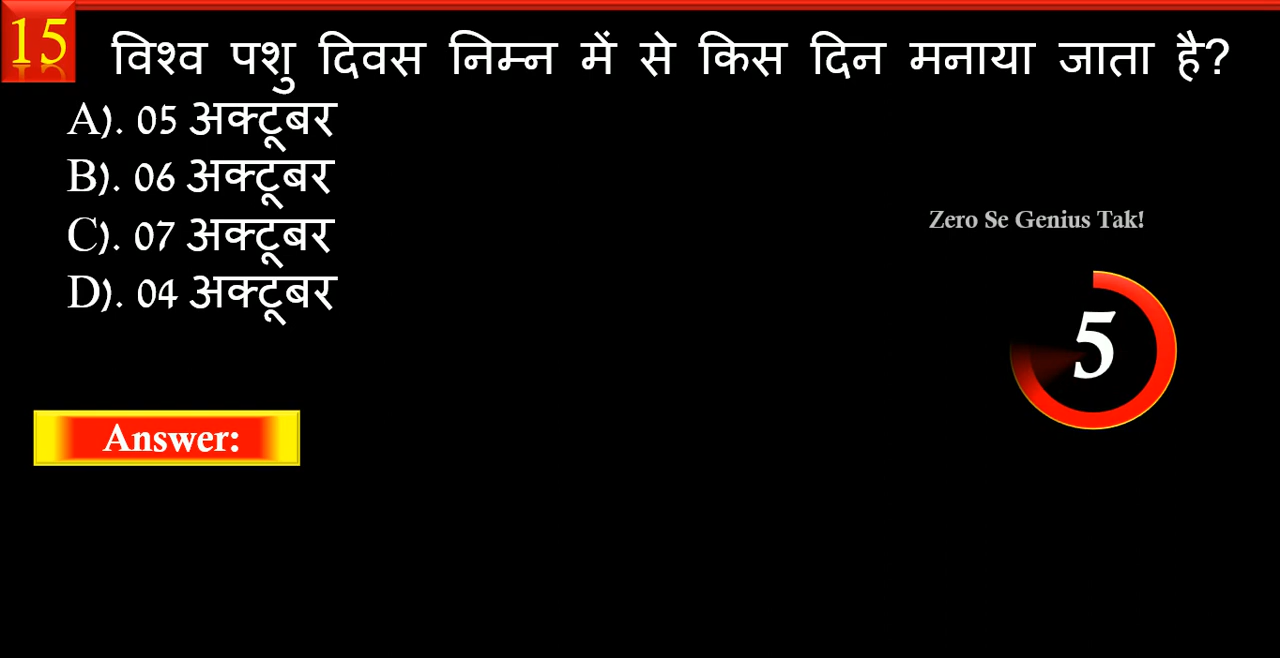 15
विश्व पशु दिवस निम्न में से किस दिन मनाया जाता है?
A). 05 अक्टूबर
B). 06 अक्टूबर
C). 07 अक्टूबर
D). 04 अक्टूबर
Zero Se Genius Tak!
5
Answer: